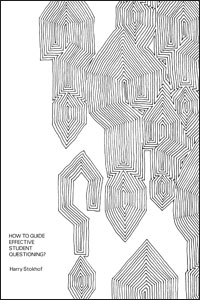 HOW TO GUIDE
EFFECTIVE
STUDENT
QUESTIONING?
Harry Stokhof